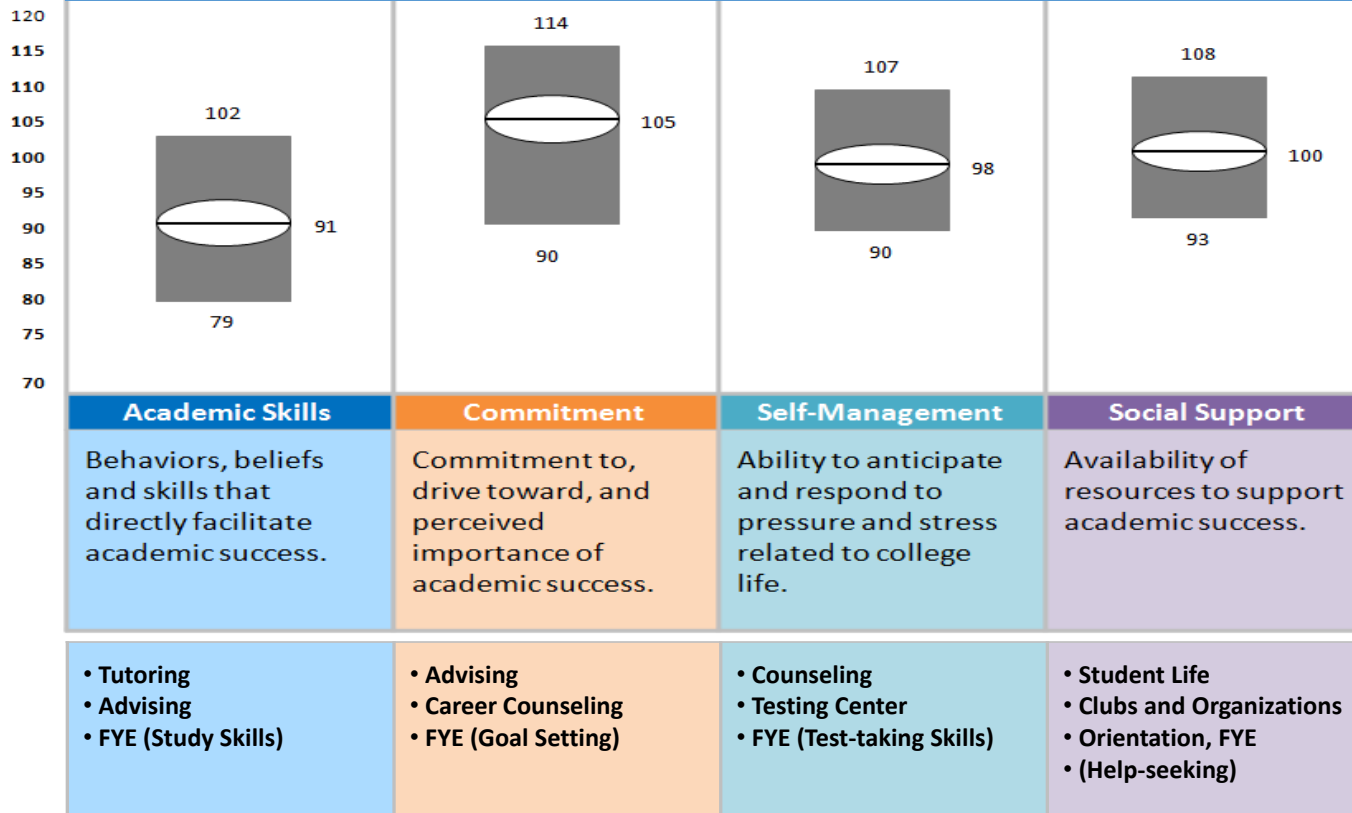 120
115
110
105
100
95
90
85
80
75
70
102
91
79
114
105
90
107
98
90
108
100
93
Academic Skills
Behaviors, beliefs
and skills that
directly facilitate
academic success.
Commitment
Commitment to,
drive toward, and
perceived
importance of
academic success.
Self-Management
Ability to anticipate
and respond to
pressure and stress
related to college
life.
Social Support
Availability of
resources to support
academic success.
• Tutoring
• Advising
• FYE (Study Skills)
• Advising
• Career Counseling
• FYE (Goal Setting)
• Counseling
• Testing Center
• FYE (Test-taking Skills)
• Student Life
• Clubs and Organizations
• Orientation, FYE
• (Help-seeking)